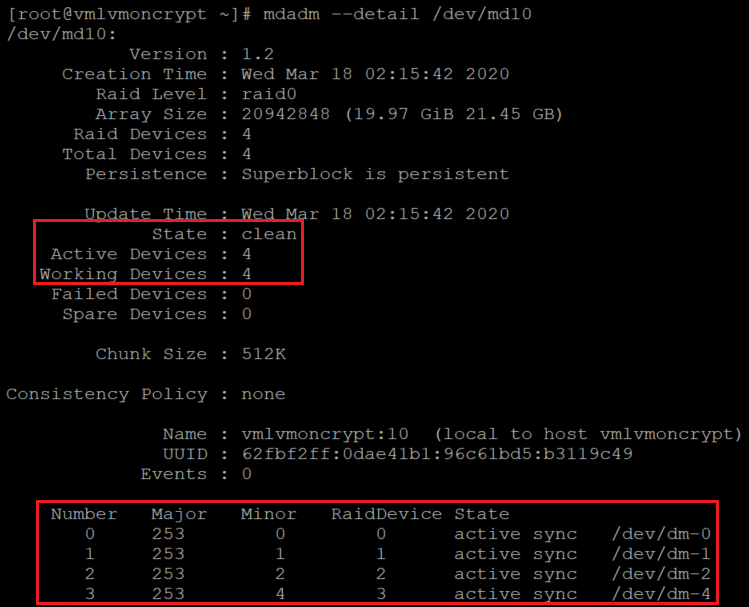 [root@vmlvmoncrypt ~]# mdadm --detail /dev/md10
/dev/md10:
Version : 1.2
Creation Time : Wed Mar 18 02:15:42 2020
Raid Level : raid0
Array Size : 20942848 (19.97 GiB 21.45 GB)
Raid Devices : 4
Total Devices : 4
Persistence : Superblock is persistent
Update Time : Wed Mar 18 02:15:42 2020
State : clean
Active Devices : 4
Working Devices : 4
Failed Devices : 0
Spare Devices : 0
Chunk Size : 512K
Consistency Policy : none
Name : vmlvmoncrypt:10 (local to host vmlvmoncrypt)
UUID : 62fbf2ff:0dae41b1:96c61bd5:b3119c49
Events : 0
Number Major Minor RaidDevice State
0 253 0 0 active sync /dev/dm-0
1 253 1 1 active sync /dev/dm-1
2 253 2 2 active sync /dev/dm-2
3 253 4 3 active sync /dev/dm-4